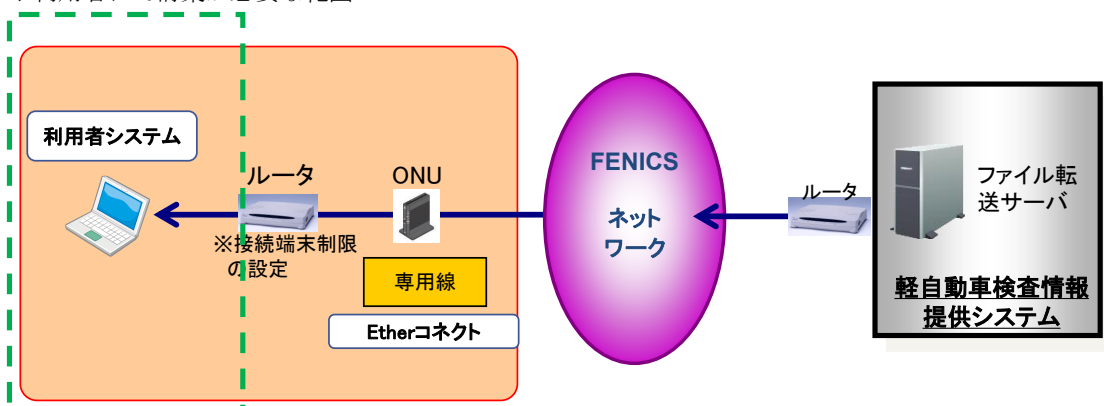 利用者システム
ルータ
※接続端末制限
の設定
ONU
専用線
Etherコネクト
FENICS
ネット
ワーク
ルータ
ファイル転
送サーバ
軽自動車検査情報
提供システム